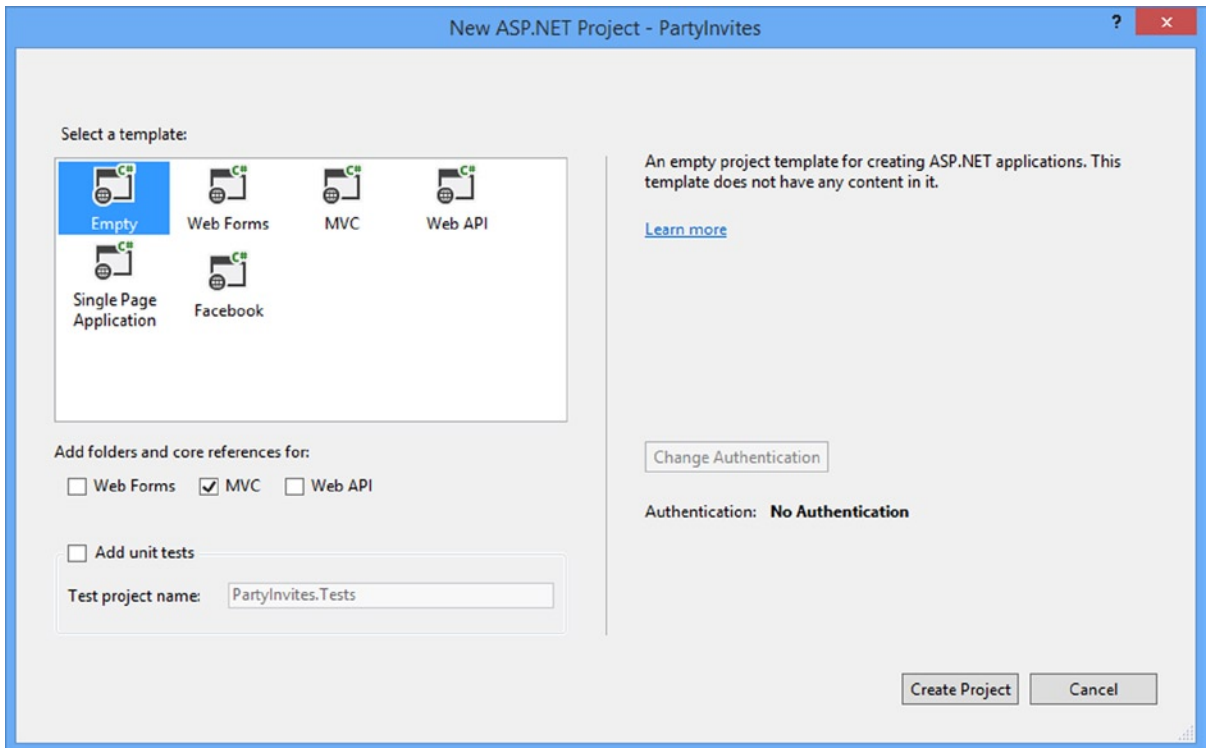 New ASP.NET Project - PartyInvites
?
×
Select a template:
C# C# C# C#
Empty Web Forms MVC Web API
C# C#
Single Page
Application
Facebook
An empty project template for creating ASP.NET applications. This
template does not have any content in it.
Learn more
Add folders and core references for:
Web Forms MVC Web API
Change Authentication
Authentication: No Authentication
Add unit tests
Test project name: PartyInvites.Tests
Create Project Cancel